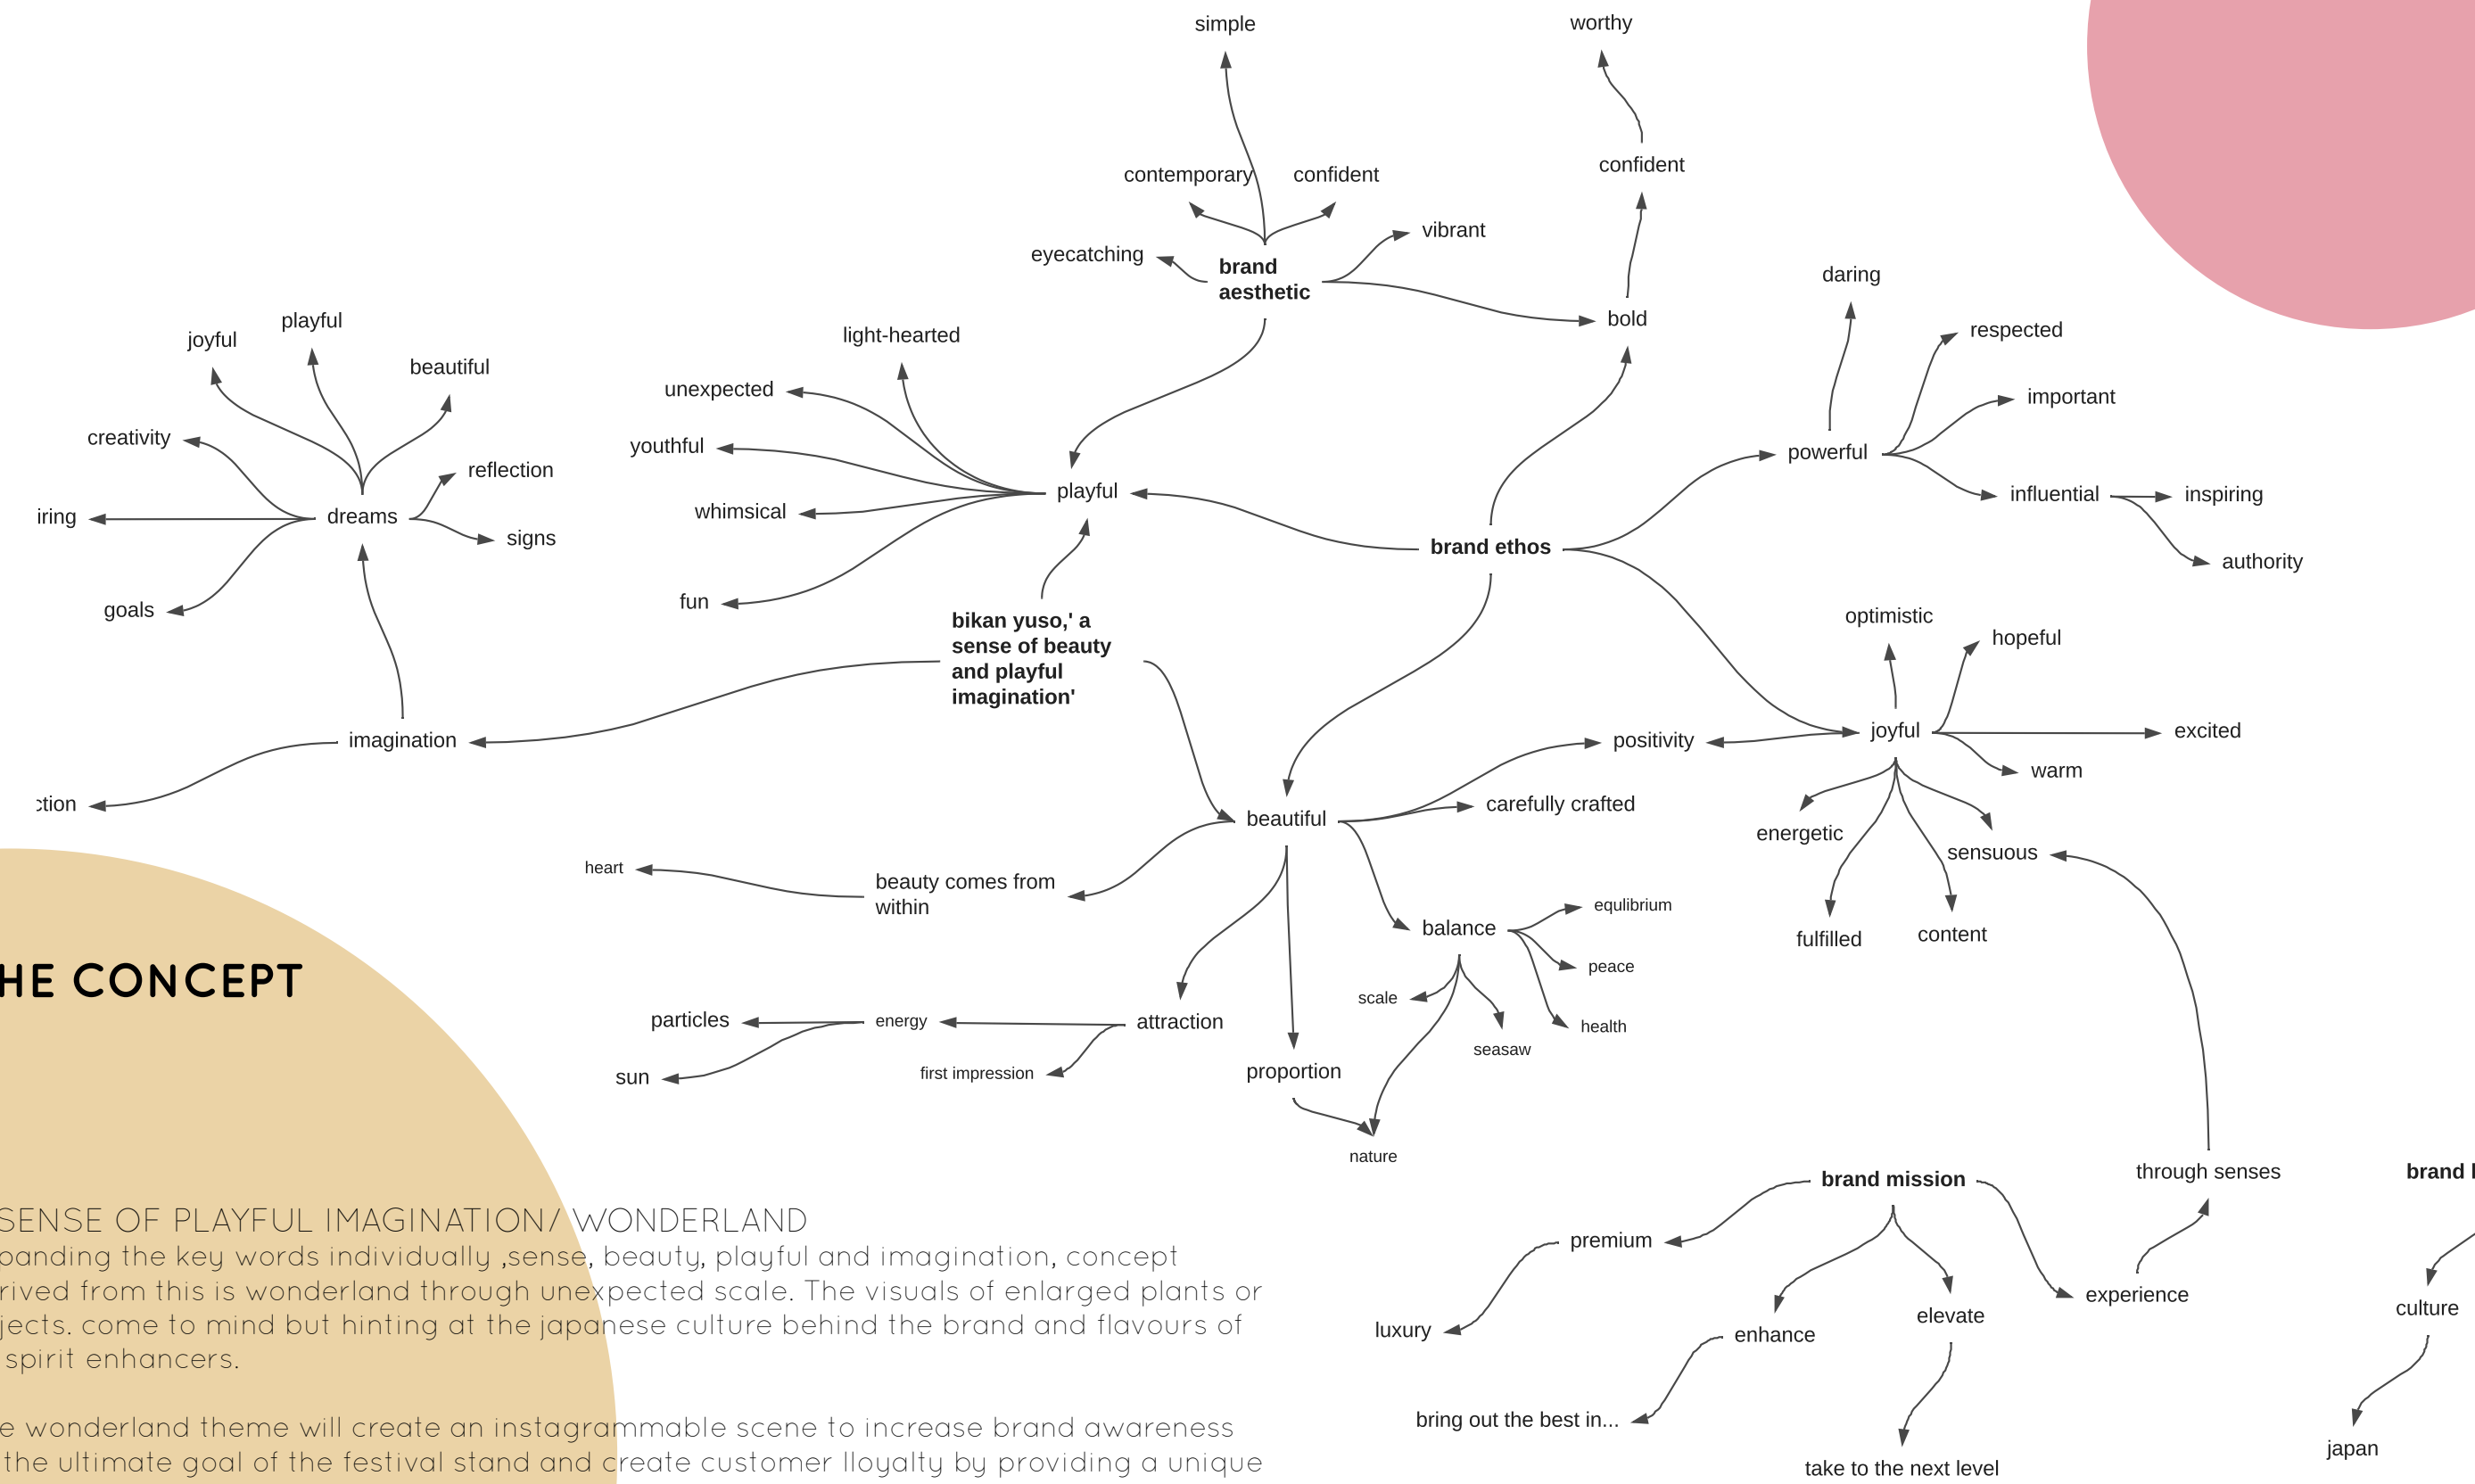 simple
worthy
contemporary
confident
confident
vibrant
eyecatching
brand
aesthetic
bold
daring
respected
important
powerful
influential
inspiring
authority
joyful
playful
beautiful
creativity
reflection
iring
dreams
signs
goals
light-hearted
unexpected
youthful
whimsical
playful
fun
brand ethos
bikan yuso,' a
sense of beauty
and playful
imagination'
imagination
ction
optimistic
hopeful
positivity
joyful
excited
warm
energetic
sensuous
fulfilled
content
beautiful
carefully crafted
heart
beauty comes from
within
balance
equlibrium
peace
scale
health
seasaw
particles
energy
attraction
sun
first impression
proportion
nature
HE CONCEPT
SENSE OF PLAYFUL IMAGINATION/ WONDERLAND
panding the key words individually ,sense, beauty, playful and imagination, concept
rived from this is wonderland through unexpected scale. The visuals of enlarged plants or
jects. come to mind but hinting at the japanese culture behind the brand and flavours of
spirit enhancers.
e wonderland theme will create an instagrammable scene to increase brand awareness
the ultimate goal of the festival stand and create customer lloyalty by providing a unique
brand mission
through senses
premium
experience
luxury
enhance
elevate
bring out the best in...
take to the next level
brand
culture
japan